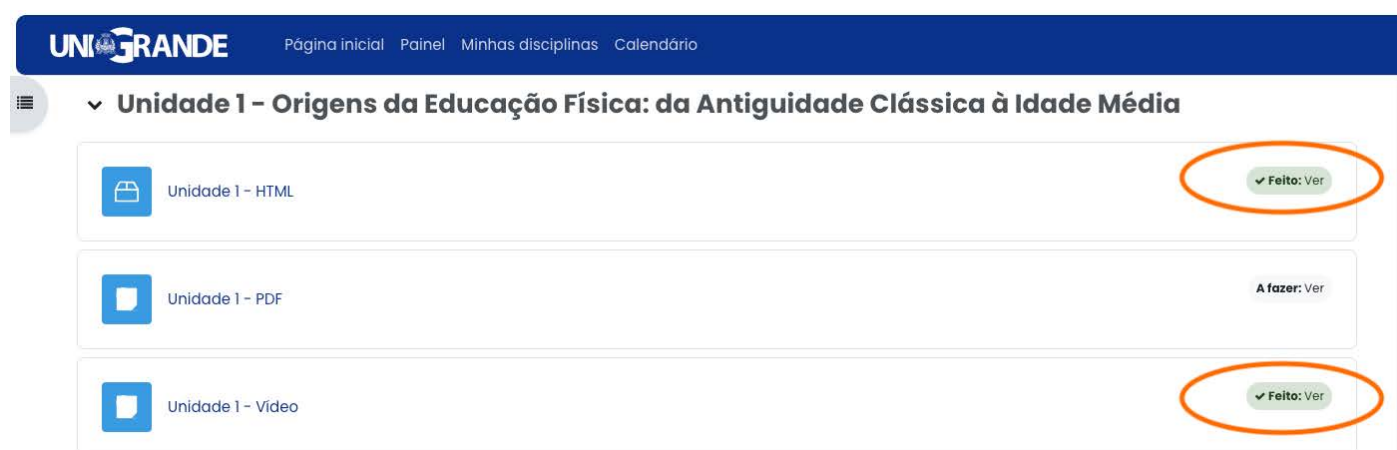 UNIGRANDE Página inicial Painel Minhas disciplinas Calendário
Unidade 1 - Origens da Educação Física: da Antiguidade Clássica à Idade Média
Unidade 1 - HTML
✓ Feito: Ver
Unidade 1 - PDF
A fazer: Ver
Unidade 1 - Vídeo
✓ Feito: Ver